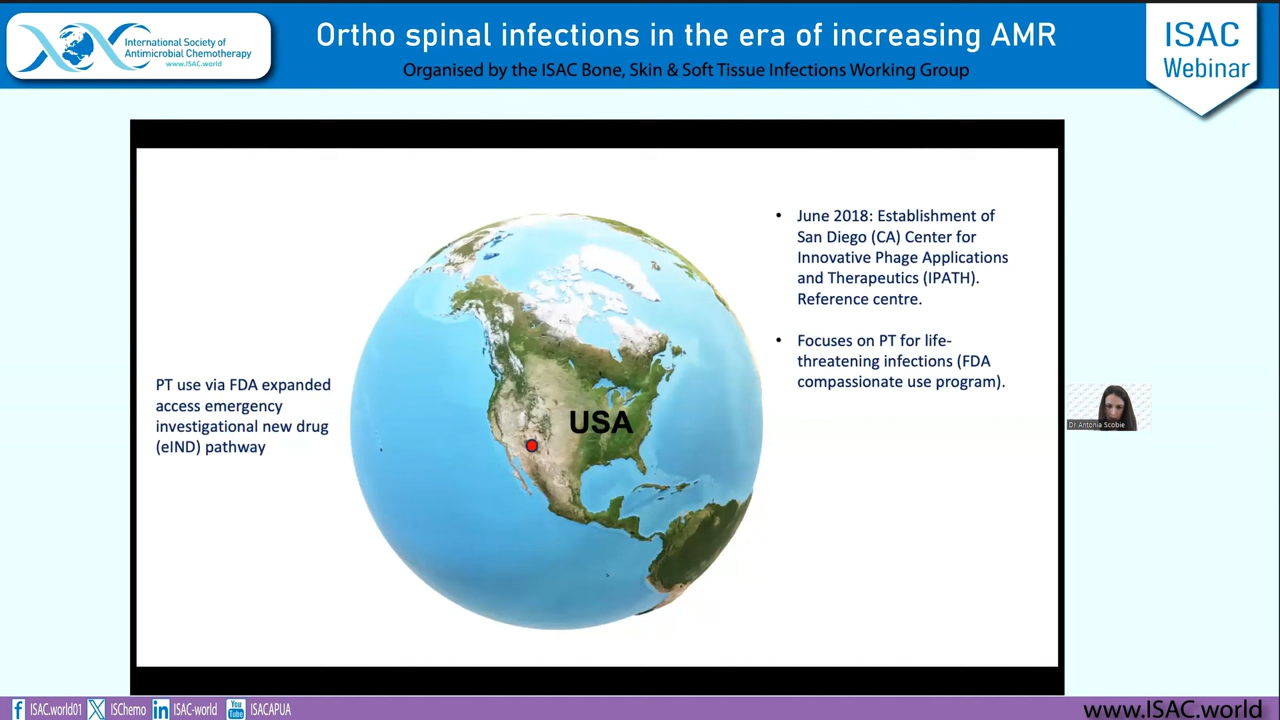 International Society of
Antimicrobial Chemotherapy
www.ISAC.world
Ortho spinal infections in the era of increasing AMR
Organised by the ISAC Bone, Skin & Soft Tissue Infections Working Group
ISAC
Webinar
PT use via FDA expanded
access emergency
investigational new drug
(eIND) pathway
USA
• June 2018: Establishment of
San Diego (CA) Center for
Innovative Phage Applications
and Therapeutics (IPATH).
Reference centre.
• Focuses on PT for life-
threatening infections (FDA
compassionate use program).
Dr Antonia Scobie
f ISAC.world01 X ISChemo in ISAC-world You Tube ISACAPUA
www.ISAC.world